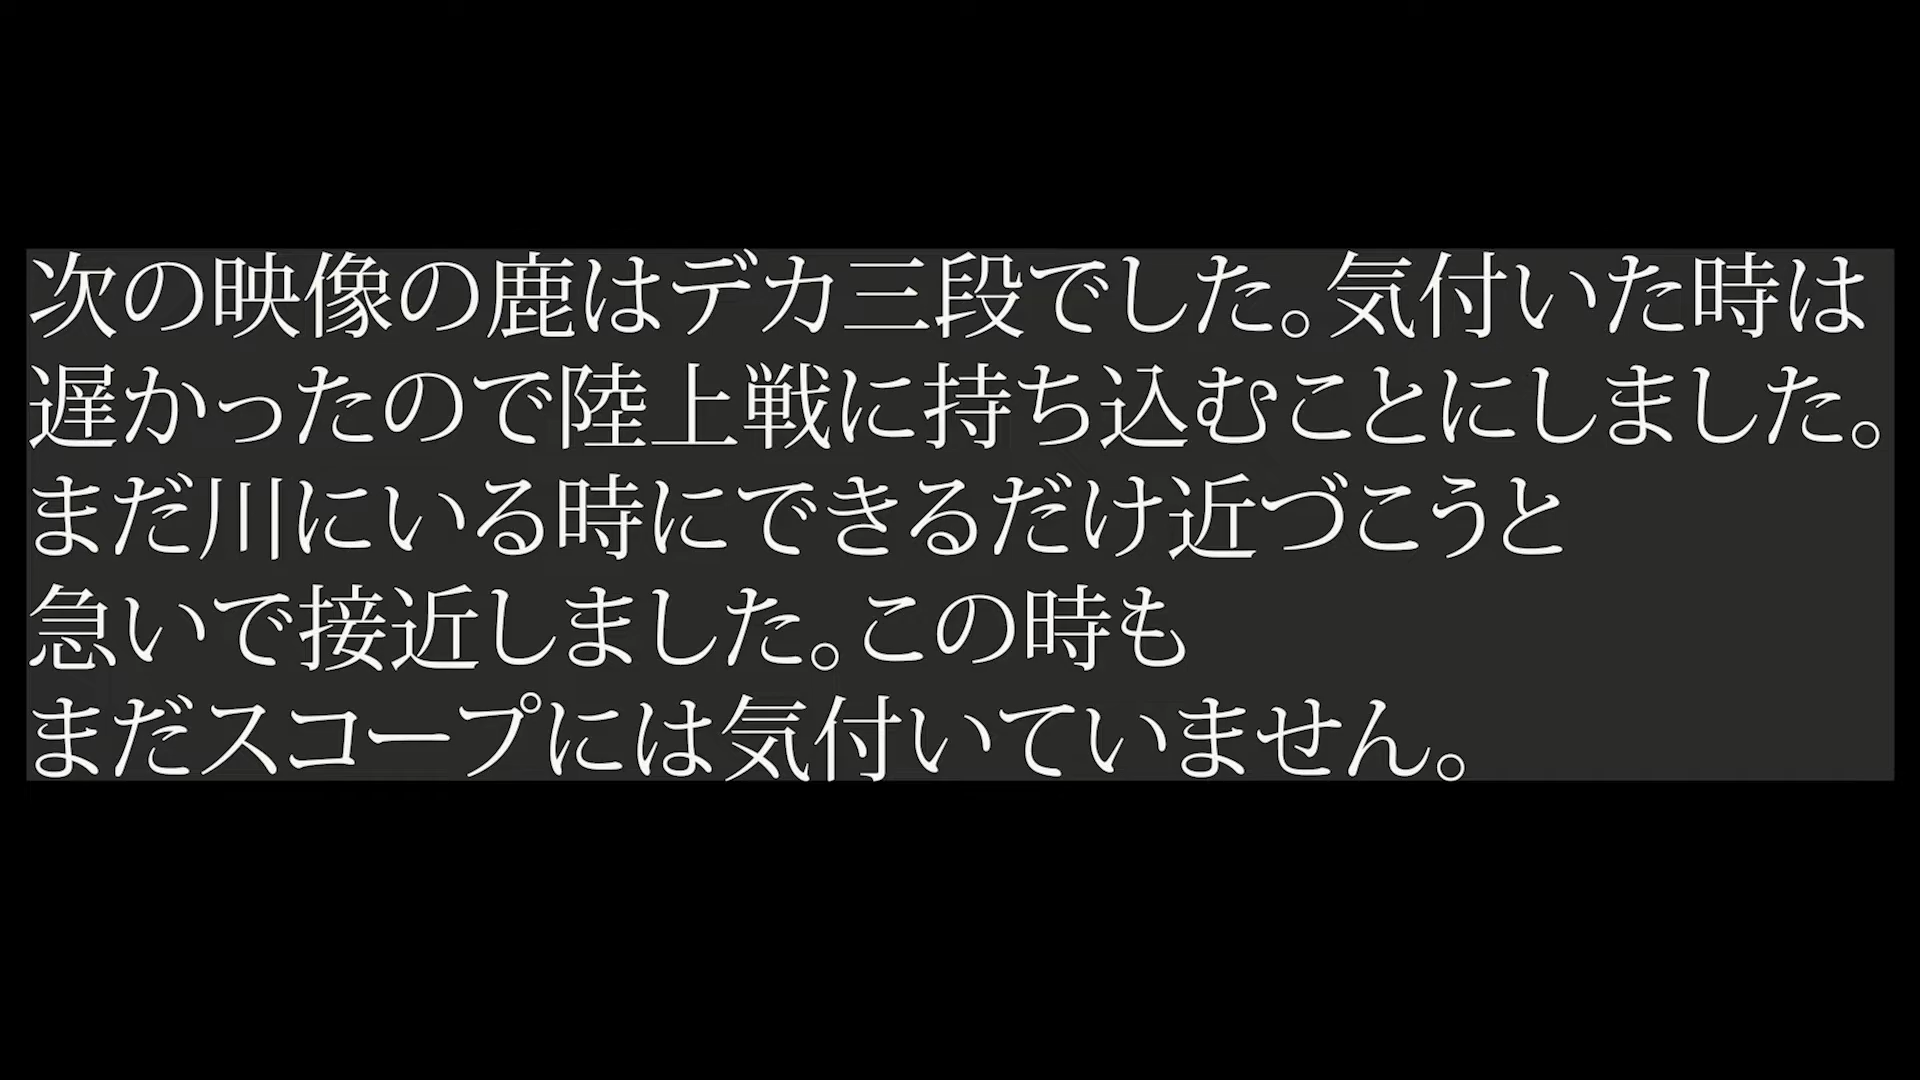 次の映像の鹿はデカ三段でした。気付いた時は
遅かったので陸上戦に持ち込むことにしました。
まだ川にいる時にできるだけ近づこうと
急いで接近しました。この時も
まだスコープには気付いていません。